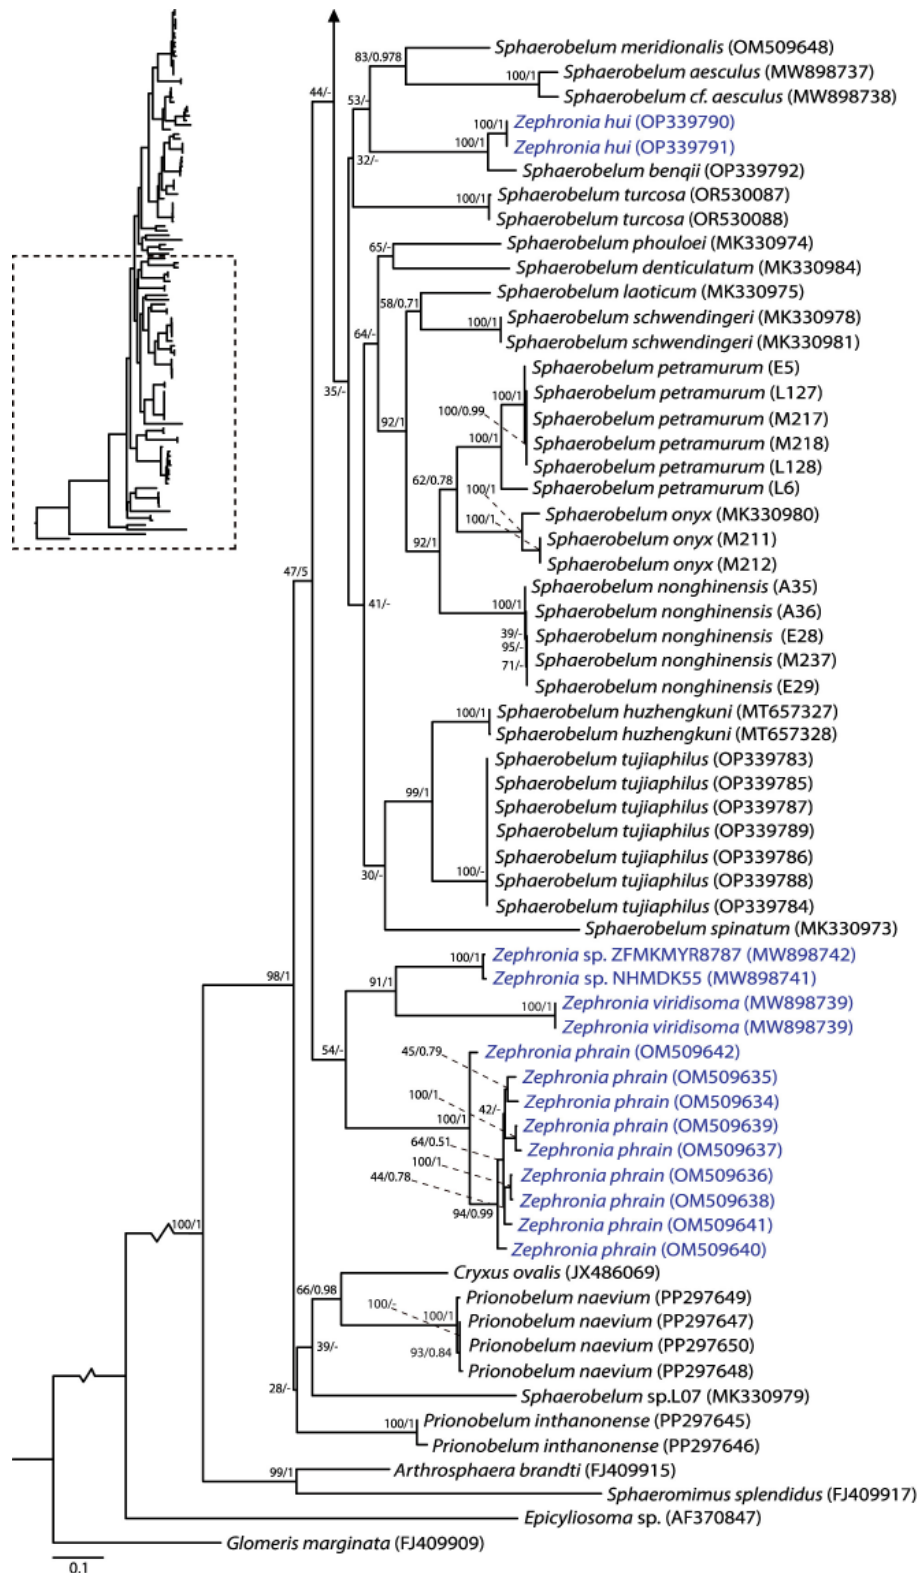 Sphaerobelum meridionalis (OM509648)
83/0.978
100/1
Sphaerobelum aesculus (MW898737)
44/-
53/-
Sphaerobelum cf. aesculus (MW898738)
100/1
Zephronia hui (OP339790)
100/1
Zephronia hui (OP339791)
32/-
Sphaerobelum benqii (OP339792)
100/1
Sphaerobelum turcosa (OR530087)
Sphaerobelum turcosa (OR530088)
65/-
Sphaerobelum phouloei (MK330974)
Sphaerobelum denticulatum (MK330984)
58/0.71
Sphaerobelum laoticum (MK330975)
64/-
100/1
Sphaerobelum schwendingeri (MK330978)
Sphaerobelum schwendingeri (MK330981)
Sphaerobelum petramurum (E5)
35/-
100/1
Sphaerobelum petramurum (L127)
100/0.99
92/1
Sphaerobelum petramurum (M217)
100/1
Sphaerobelum petramurum (M218)
Sphaerobelum petramurum (L128)
62/0.78
100/1
Sphaerobelum petramurum (L6)
100/1
Sphaerobelum onyx (MK330980)
92/1
Sphaerobelum onyx (M211)
Sphaerobelum onyx (M212)
47/5
Sphaerobelum nonghinensis (A35)
41/-
100/1
Sphaerobelum nonghinensis (A36)
39/-
Sphaerobelum nonghinensis (E28)
95/-
71/-
Sphaerobelum nonghinensis (M237)
Sphaerobelum nonghinensis (E29)
100/1
Sphaerobelum huzhengkuni (MT657327)
Sphaerobelum huzhengkuni (MT657328)
Sphaerobelum tujiaphilus (OP339783)
99/1
Sphaerobelum tujiaphilus (OP339785)
Sphaerobelum tujiaphilus (OP339787)
Sphaerobelum tujiaphilus (OP339789)
Sphaerobelum tujiaphilus (OP339786)
30/-
100/-
Sphaerobelum tujiaphilus (OP339788)
Sphaerobelum tujiaphilus (OP339784)
Sphaerobelum spinatum (MK330973)
98/1
100/1
Zephronia sp. ZFMKMYR8787 (MW898742)
91/1
Zephronia sp. NHMDK55 (MW898741)
100/1
Zephronia viridisoma (MW898739)
Zephronia viridisoma (MW898739)
54/-
45/0.79
Zephronia phrain (OM509642)
Zephronia phrain (OM509635)
100/1
42/-
Zephronia phrain (OM509634)
100/1
Zephronia phrain (OM509639)
64/0.51
Zephronia phrain (OM509637)
100/1
44/0.78
Zephronia phrain (OM509636)
Zephronia phrain (OM509638)
94/0.99
Zephronia phrain (OM509641)
100/1
Zephronia phrain (OM509640)
Cryxus ovalis (JX486069)
66/0.98
100/-
Prionobelum naevium (PP297649)
100/1
Prionobelum naevium (PP297647)
39/-
93/0.84
Prionobelum naevium (PP297650)
Prionobelum naevium (PP297648)
28/-
Sphaerobelum sp.L07 (MK330979)
100/1
Prionobelum inthanonense (PP297645)
Prionobelum inthanonense (PP297646)
99/1
Arthrosphaera brandti (FJ409915)
Sphaeromimus splendidus (FJ409917)
Epicyliosoma sp. (AF370847)
Glomeris marginata (FJ409909)
0.1